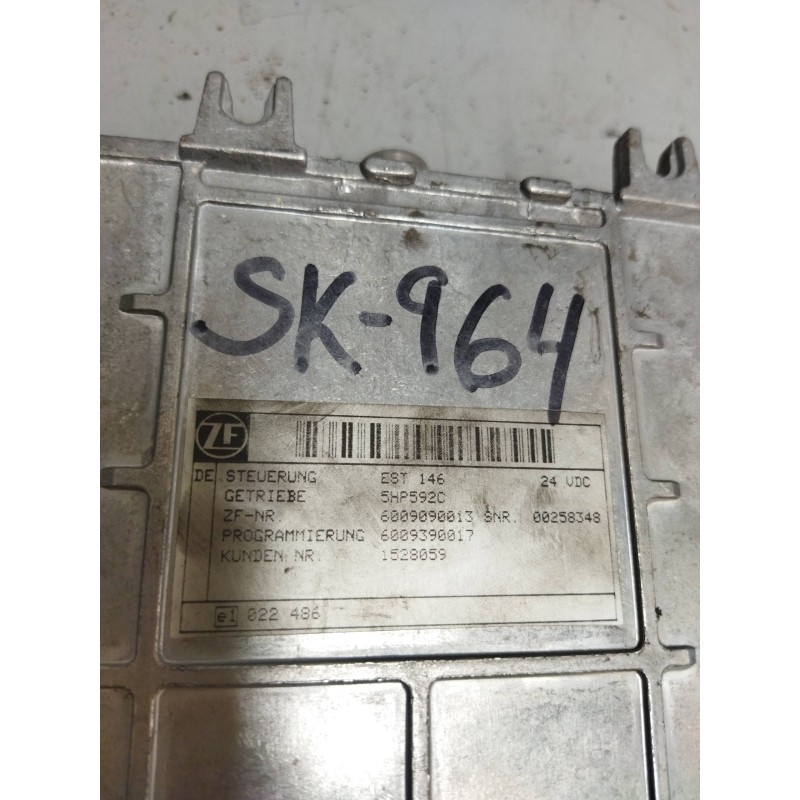 SK-964
ZF
DE STEUERUNG EST 146 24 VDC
GETRIEBE 5HP592C
ZF-NR. 6009090013 SNR. 00258348
PROGRAMMIERUNG 6009390017
KUNDEN NR. 1528059
e1 022 486